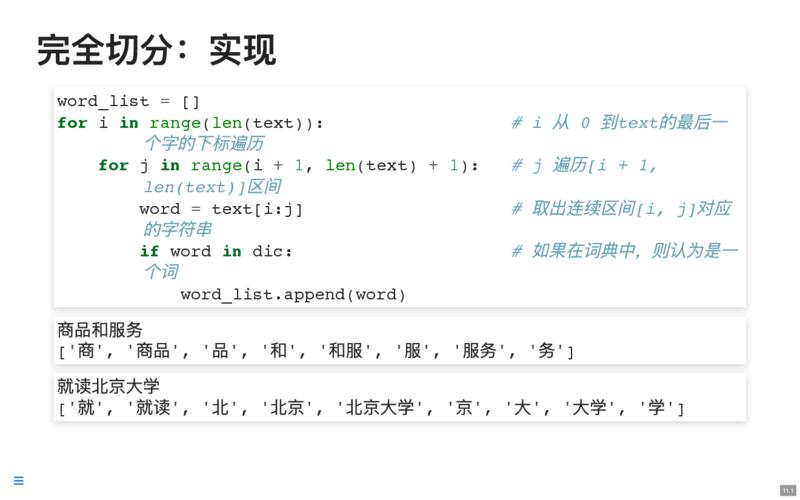 完全切分：实现
word_list = []
for i in range(len(text)): # i 从 0 到text的最后一
个字的下标遍历
for j in range(i + 1, len(text) + 1): # j 遍历[i + 1,
len(text)]区间
word = text[i:j] # 取出连续区间[i, j]对应
的字符串
if word in dic: # 如果在词典中，则认为是一
个词
word_list.append(word)
商品和服务
['商', '商品', '品', '和', '和服', '服', '服务', '务']
就读北京大学
['就', '就读', '北', '北京', '北京大学', '京', '大', '大学', '学']
11.1